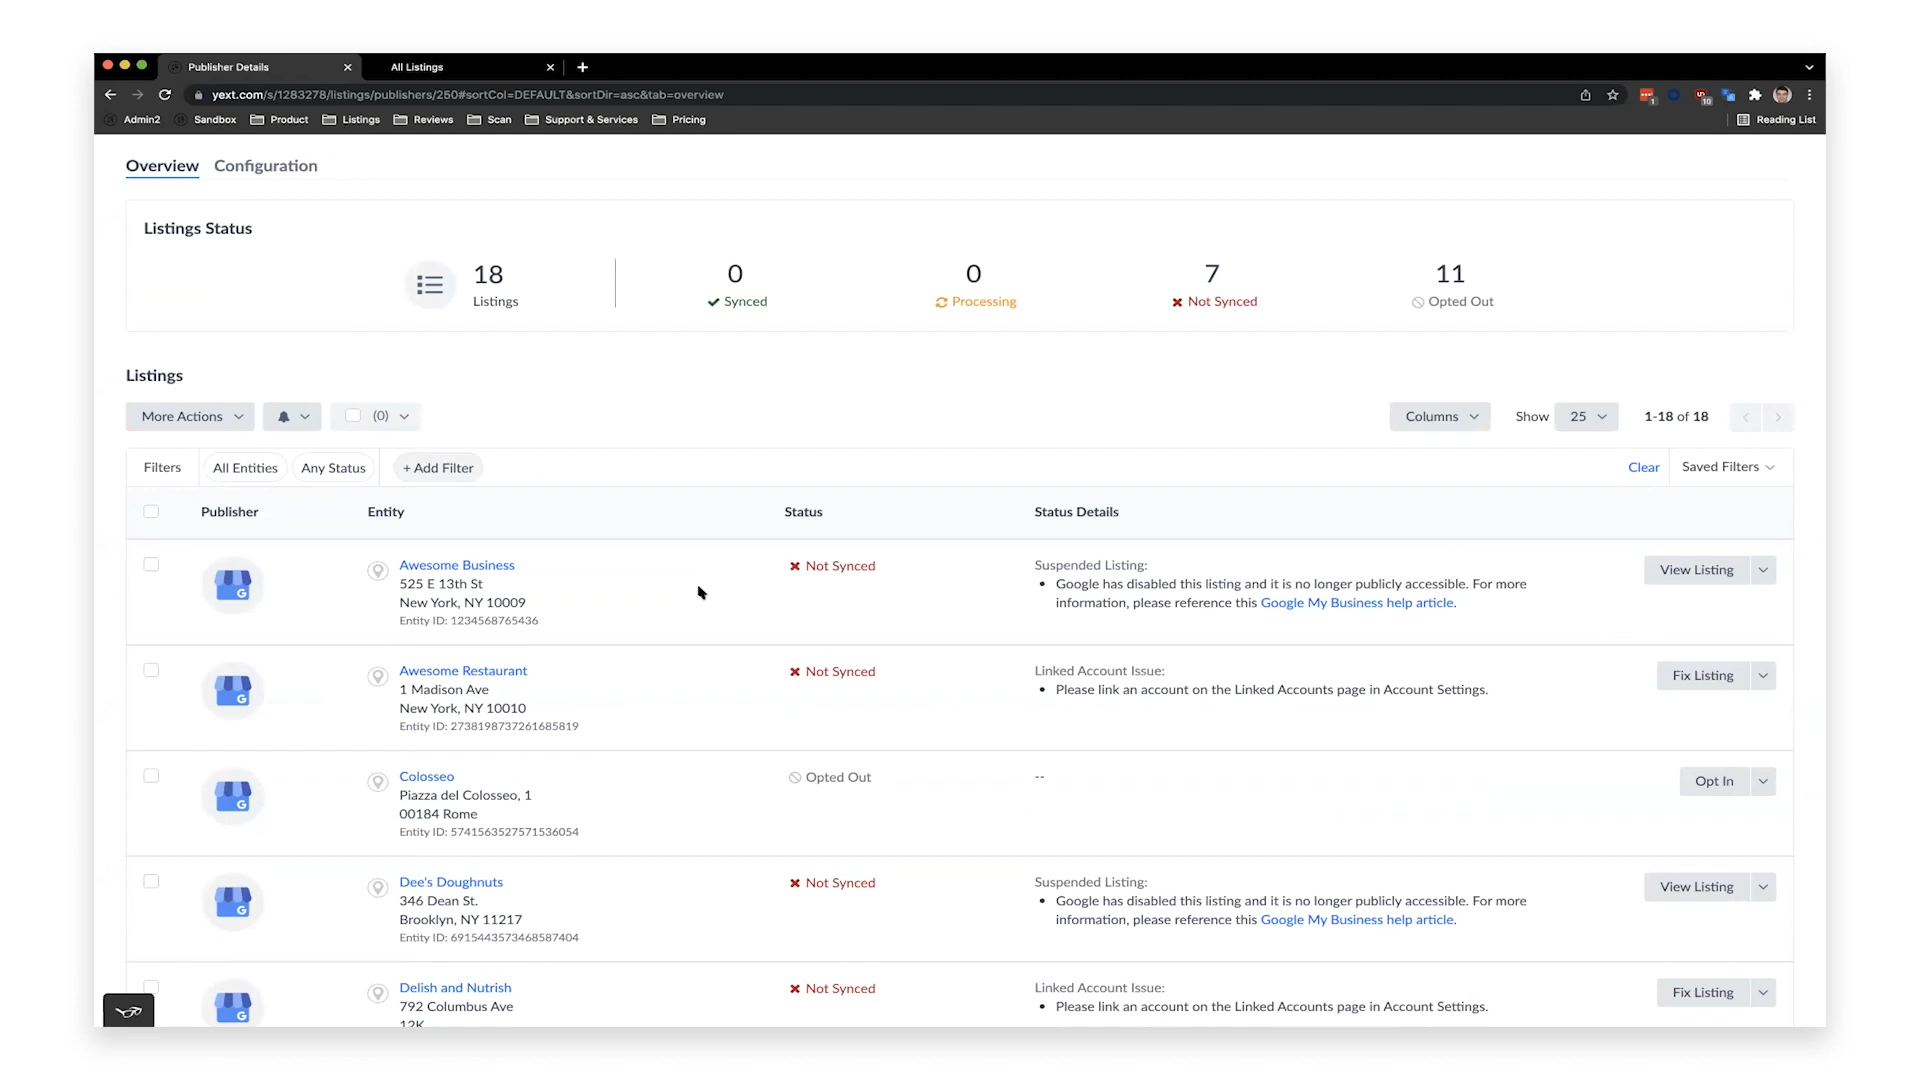 Publisher Details
All Listings
yext.com/s/1283278/listings/publishers/250#sortCol=DEFAULT&sortDir=asc&tab=overview
1
10
Admin2 Sandbox Product Listings Reviews Scan Support & Services Pricing Reading List
Overview Configuration
Listings Status
18
Listings
0
Synced
0
Processing
7
Not Synced
11
Opted Out
Listings
More Actions (0) Columns Show 25 1-18 of 18
Filters All Entities Any Status + Add Filter Clear Saved Filters
Publisher Entity Status Status Details
G
Awesome Business
525 E 13th St
New York, NY 10009
Entity ID: 1234568765436
Not Synced
Suspended Listing:
• Google has disabled this listing and it is no longer publicly accessible. For more
information, please reference this Google My Business help article.
View Listing
G
Awesome Restaurant
1 Madison Ave
New York, NY 10010
Entity ID: 2738198737261685819
Not Synced
Linked Account Issue:
• Please link an account on the Linked Accounts page in Account Settings.
Fix Listing
G
Colosseo
Piazza del Colosseo, 1
00184 Rome
Entity ID: 5741563527571536054
Opted Out
--
Opt In
G
Dee's Doughnuts
346 Dean St.
Brooklyn, NY 11217
Entity ID: 6915443573468587404
Not Synced
Suspended Listing:
• Google has disabled this listing and it is no longer publicly accessible. For more
information, please reference this Google My Business help article.
View Listing
G
Delish and Nutrish
792 Columbus Ave
12K
Not Synced
Linked Account Issue:
• Please link an account on the Linked Accounts page in Account Settings.
Fix Listing